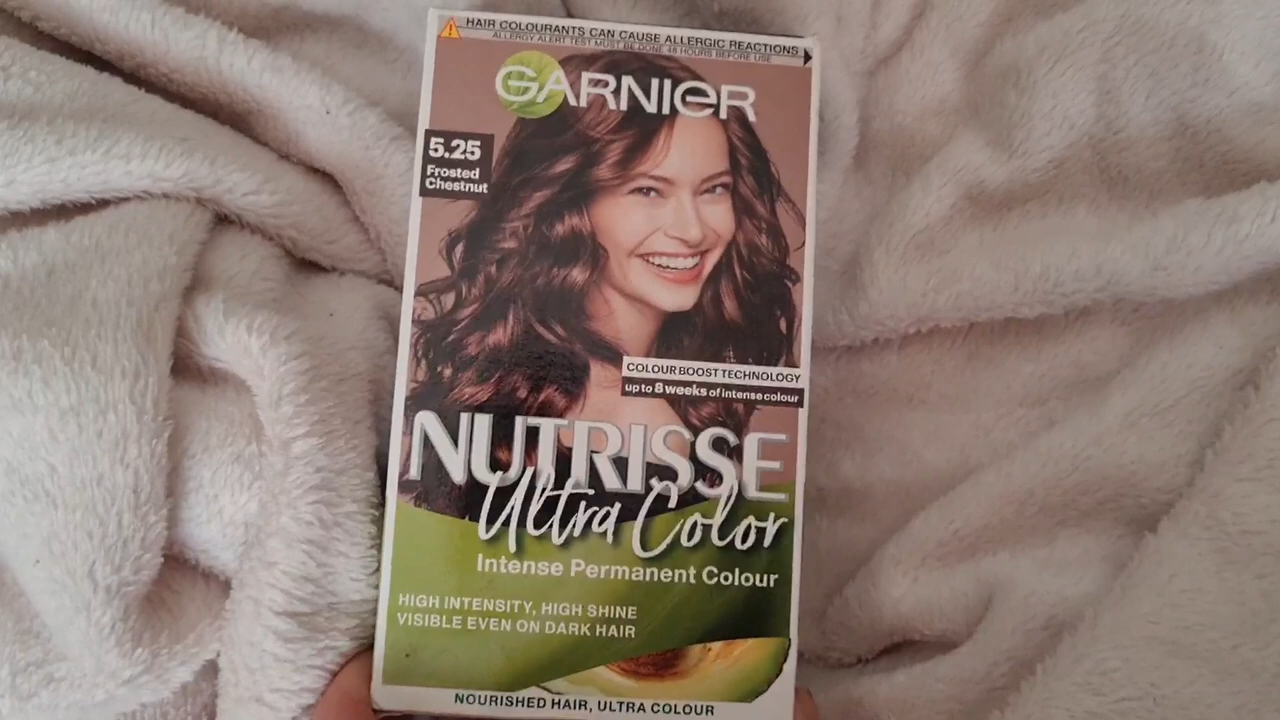 HAIR COLOURANTS CAN CAUSE ALLERGIC REACTIONS
ALLERGY ALERT TEST MUST BE DONE 48 HOURS BEFORE USE
GARNIER
5.25
Frosted
Chestnut
COLOUR BOOST TECHNOLOGY
up to 8 weeks of intense colour
NUTRISSE
Ultra Color
Intense Permanent Colour
HIGH INTENSITY, HIGH SHINE
VISIBLE EVEN ON DARK HAIR
NOURISHED HAIR, ULTRA COLOUR